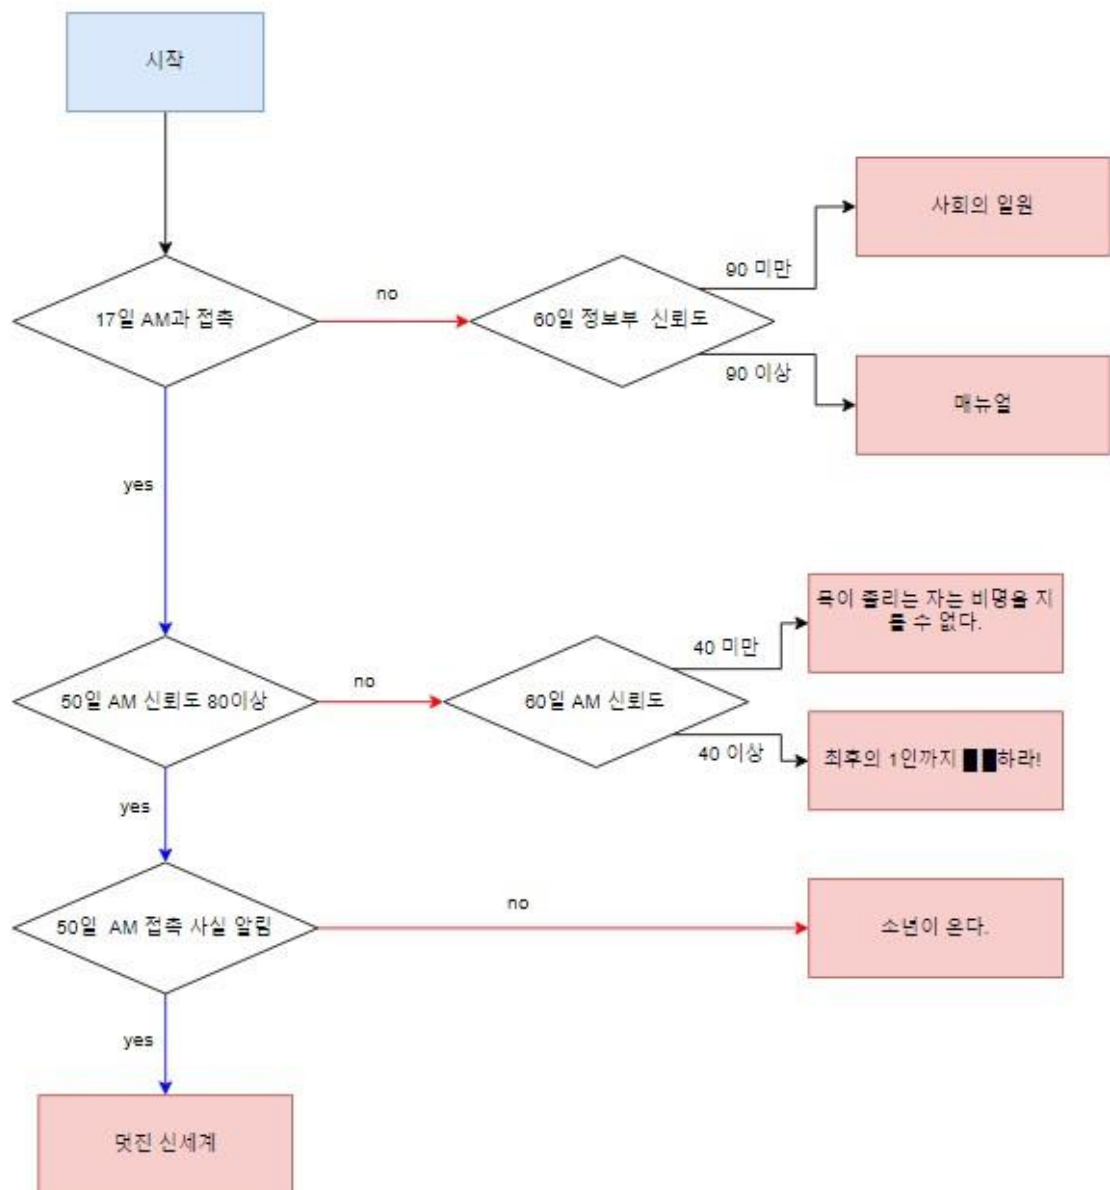 시작
사회의 일원
90 미만
no
17일 AM과 접촉
60일 정보부 신뢰도
90 이상
매뉴얼
yes
목이 졸리는 자는 비명을 지
를 수 없다.
40 미만
no
50일 AM 신뢰도 80이상
60일 AM 신뢰도
40 이상
최후의 1인까지 █ █하라!
yes
no
50일 AM 접촉 사실 알림
소년이 온다.
yes
멋진 신세계